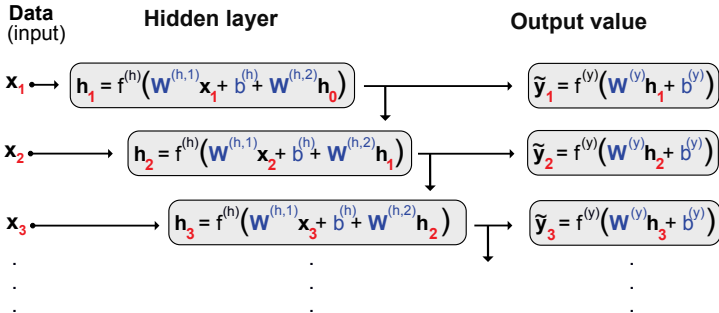 Data Hidden layer Output value
(input)
x₁ h₁ = f⁽ʰ⁾(W⁽ʰ,¹⁾x₁+ b⁽ʰ⁾+ W⁽ʰ,²⁾h₀) ỹ₁ = f⁽ʸ⁾(W⁽ʸ⁾h₁+ b⁽ʸ⁾)
x₂ h₂ = f⁽ʰ⁾(W⁽ʰ,¹⁾x₂+ b⁽ʰ⁾+ W⁽ʰ,²⁾h₁) ỹ₂ = f⁽ʸ⁾(W⁽ʸ⁾h₂+ b⁽ʸ⁾)
x₃ h₃ = f⁽ʰ⁾(W⁽ʰ,¹⁾x₃+ b⁽ʰ⁾+ W⁽ʰ,²⁾h₂) ỹ₃ = f⁽ʸ⁾(W⁽ʸ⁾h₃+ b⁽ʸ⁾)
. . .
. . .
. . .